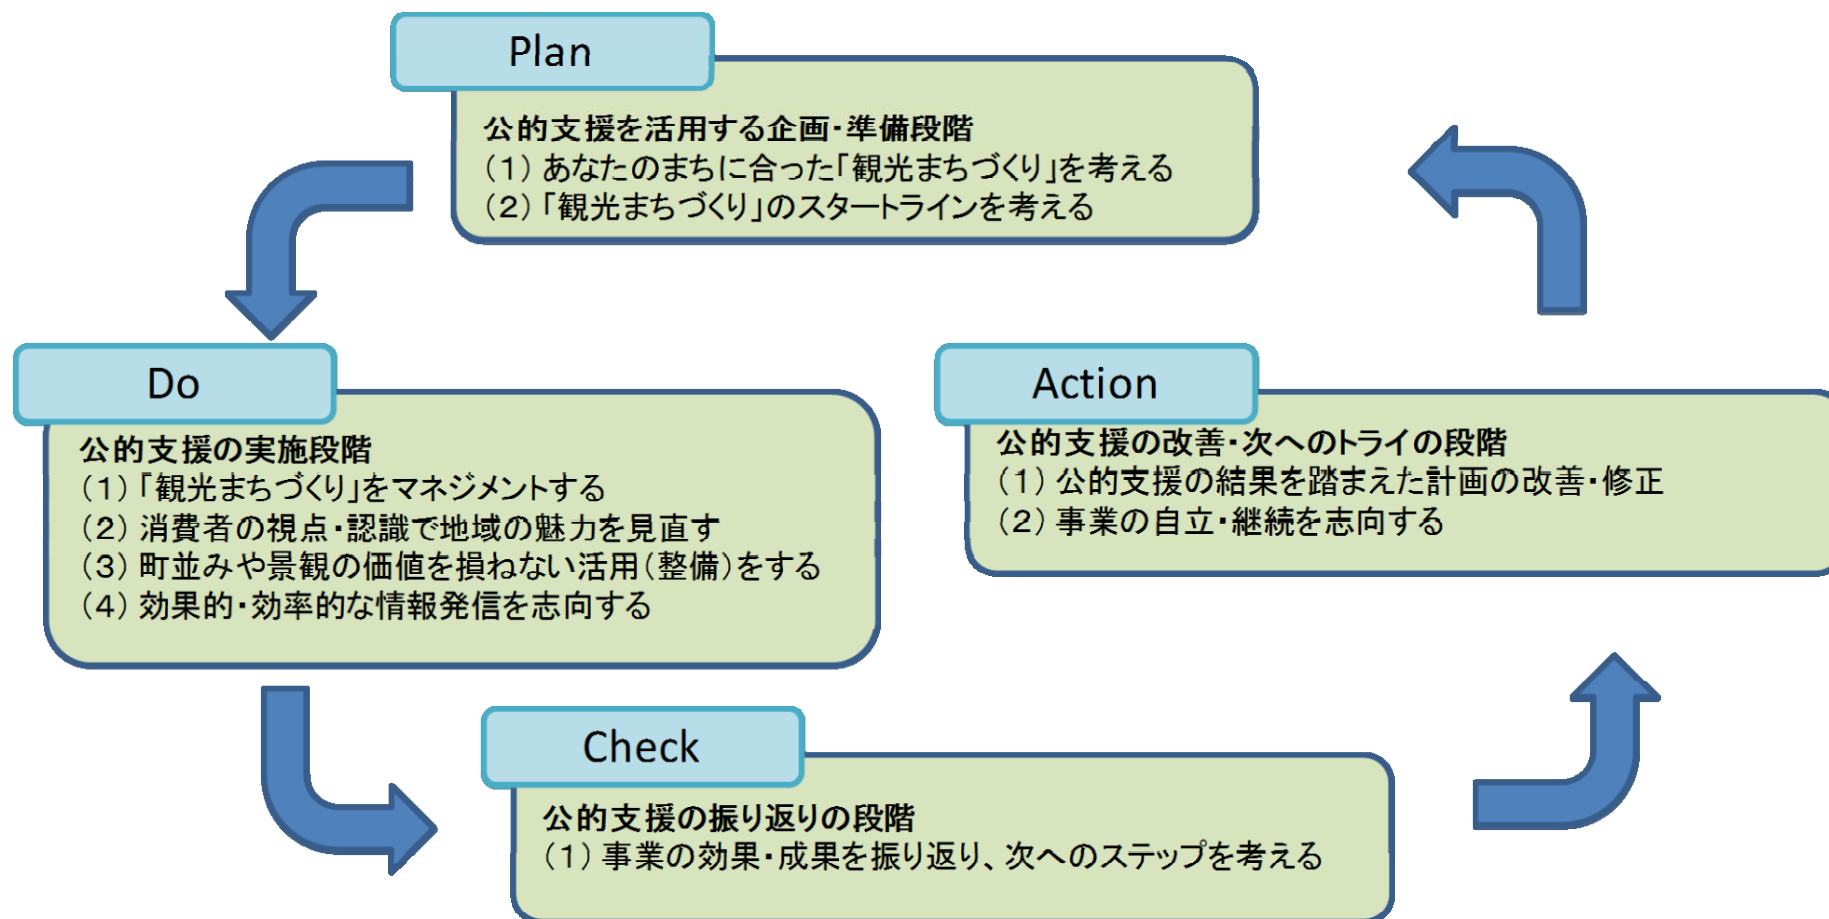 Plan
公的支援を活用する企画・準備段階
(1) あなたのまちに合った「観光まちづくり」を考える
(2) 「観光まちづくり」のスタートラインを考える
Do
公的支援の実施段階
(1) 「観光まちづくり」をマネジメントする
(2) 消費者の視点・認識で地域の魅力を見直す
(3) 町並みや景観の価値を損ねない活用(整備)をする
(4) 効果的・効率的な情報発信を志向する
Check
公的支援の振り返りの段階
(1) 事業の効果・成果を振り返り、次へのステップを考える
Action
公的支援の改善・次へのトライの段階
(1) 公的支援の結果を踏まえた計画の改善・修正
(2) 事業の自立・継続を志向する